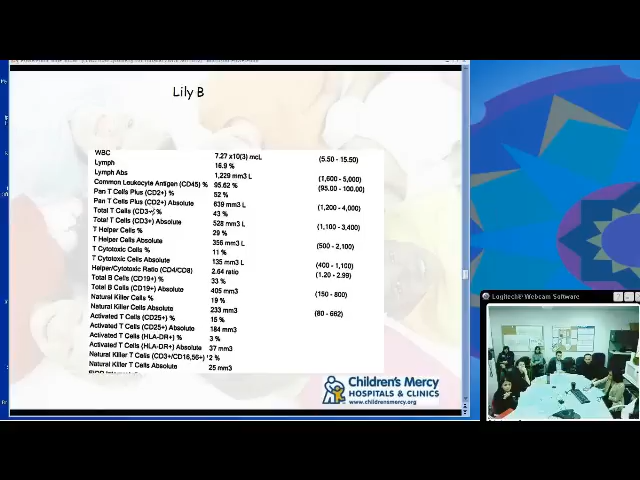 Lily B
WBC 7.27 x10(3) mcL (5.50 - 15.50)
Lymph 16.9 %
Lymph Abs 1,229 mm3 L (1,600 - 5,000)
Common Leukocyte Antigen (CD45) % 95.62 % (95.00 - 100.00)
Pan T Cells Plus (CD2+) % 52 %
Pan T Cells Plus (CD2+) Absolute 639 mm3 L (1,200 - 4,000)
Total T Cells (CD3+) % 43 %
Total T Cells (CD3+) Absolute 528 mm3 L (1,100 - 3,400)
T Helper Cells % 29 %
T Helper Cells Absolute 356 mm3 L (500 - 2,100)
T Cytotoxic Cells % 11 %
T Cytotoxic Cells Absolute 135 mm3 L (400 - 1,100)
Helper/Cytotoxic Ratio (CD4/CD8) 2.64 ratio (1.20 - 2.99)
Total B Cells (CD19+) % 33 %
Total B Cells (CD19+) Absolute 405 mm3 (150 - 800)
Natural Killer Cells % 19 %
Natural Killer Cells Absolute 233 mm3 (80 - 662)
Activated T Cells (CD25+) % 15 %
Activated T Cells (CD25+) Absolute 184 mm3
Activated T Cells (HLA-DR+) % 3 %
Activated T Cells (HLA-DR+) Absolute 37 mm3
Natural Killer T Cells (CD3+/CD16,56+) % 2 %
Natural Killer T Cells Absolute 25 mm3
Children's Mercy
HOSPITALS & CLINICS
www.childrensmercy.org
Logitech® Webcam Software